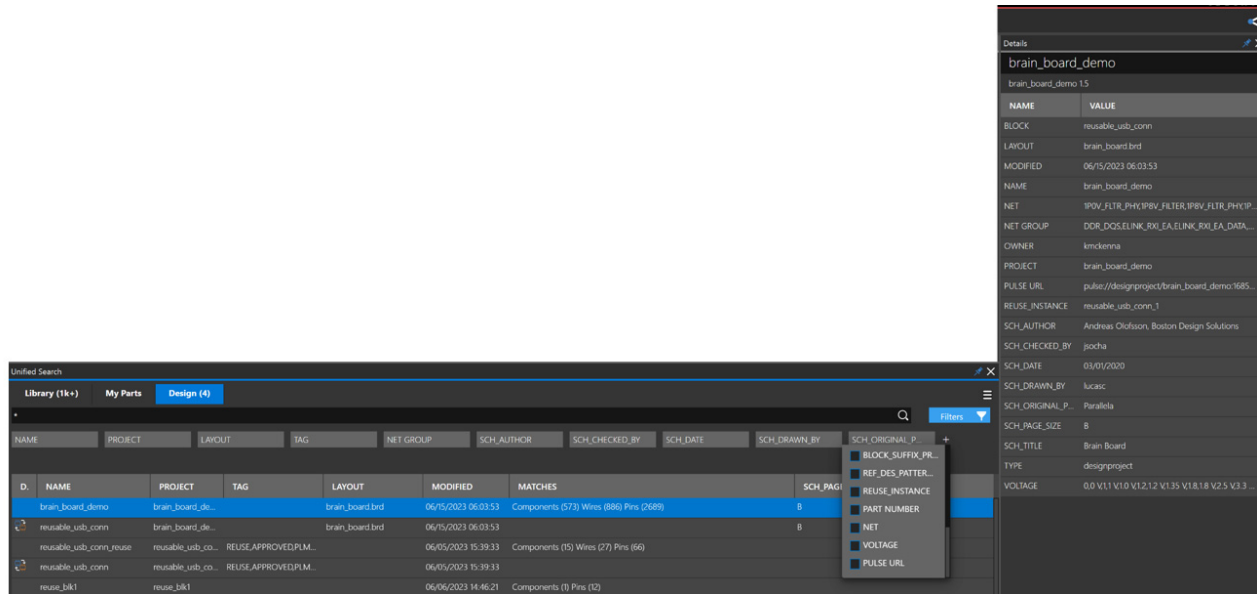 Unified Search
Library (1k+) My Parts Design (4)
*
Filters
NAME PROJECT LAYOUT TAG NET GROUP SCH_AUTHOR SCH_CHECKED_BY SCH_DATE SCH_DRAWN_BY SCH_ORIGINAL_P... +
BLOCK_SUFFIX_PR...
REF_DES_PATTER...
REUSE_INSTANCE
PART NUMBER
NET
VOLTAGE
PULSE URL
D. NAME PROJECT TAG LAYOUT MODIFIED MATCHES SCH_PAG
brain_board_demo brain_board_de... brain_board.brd 06/15/2023 06:03:53 Components (573) Wires (886) Pins (2689) B
reusable_usb_conn brain_board_de... brain_board.brd 06/15/2023 06:03:53 B
reusable_usb_conn_reuse reusable_usb_co... REUSE,APPROVED,PLM... 06/05/2023 15:39:33 Components (15) Wires (27) Pins (66)
reusable_usb_conn reusable_usb_co... REUSE,APPROVED,PLM... 06/05/2023 15:39:33
reuse_blk1 reuse_blk1 06/06/2023 14:46:21 Components (1) Pins (12)
Details
brain_board_demo
brain_board_demo 1.5
NAME VALUE
BLOCK reusable_usb_conn
LAYOUT brain_board.brd
MODIFIED 06/15/2023 06:03:53
NAME brain_board_demo
NET 1P0V_FLTR_PHY,1P8V_FILTER,1P8V_FLTR_PHY,1P...
NET GROUP DDR_DQS,ELINK_RXI_EA,ELINK_RXI_EA_DATA,...
OWNER kmckenna
PROJECT brain_board_demo
PULSE URL pulse://designproject/brain_board_demo:1685...
REUSE_INSTANCE reusable_usb_conn_1
SCH_AUTHOR Andreas Olofsson, Boston Design Solutions
SCH_CHECKED_BY jsocha
SCH_DATE 03/01/2020
SCH_DRAWN_BY lucasc
SCH_ORIGINAL_P... Parallela
SCH_PAGE_SIZE B
SCH_TITLE Brain Board
TYPE designproject
VOLTAGE 0,0 V,1,1 V,1.0 V,1.2,1.2 V,1.35 V,1.8,1.8 V,2.5 V,3.3 ...